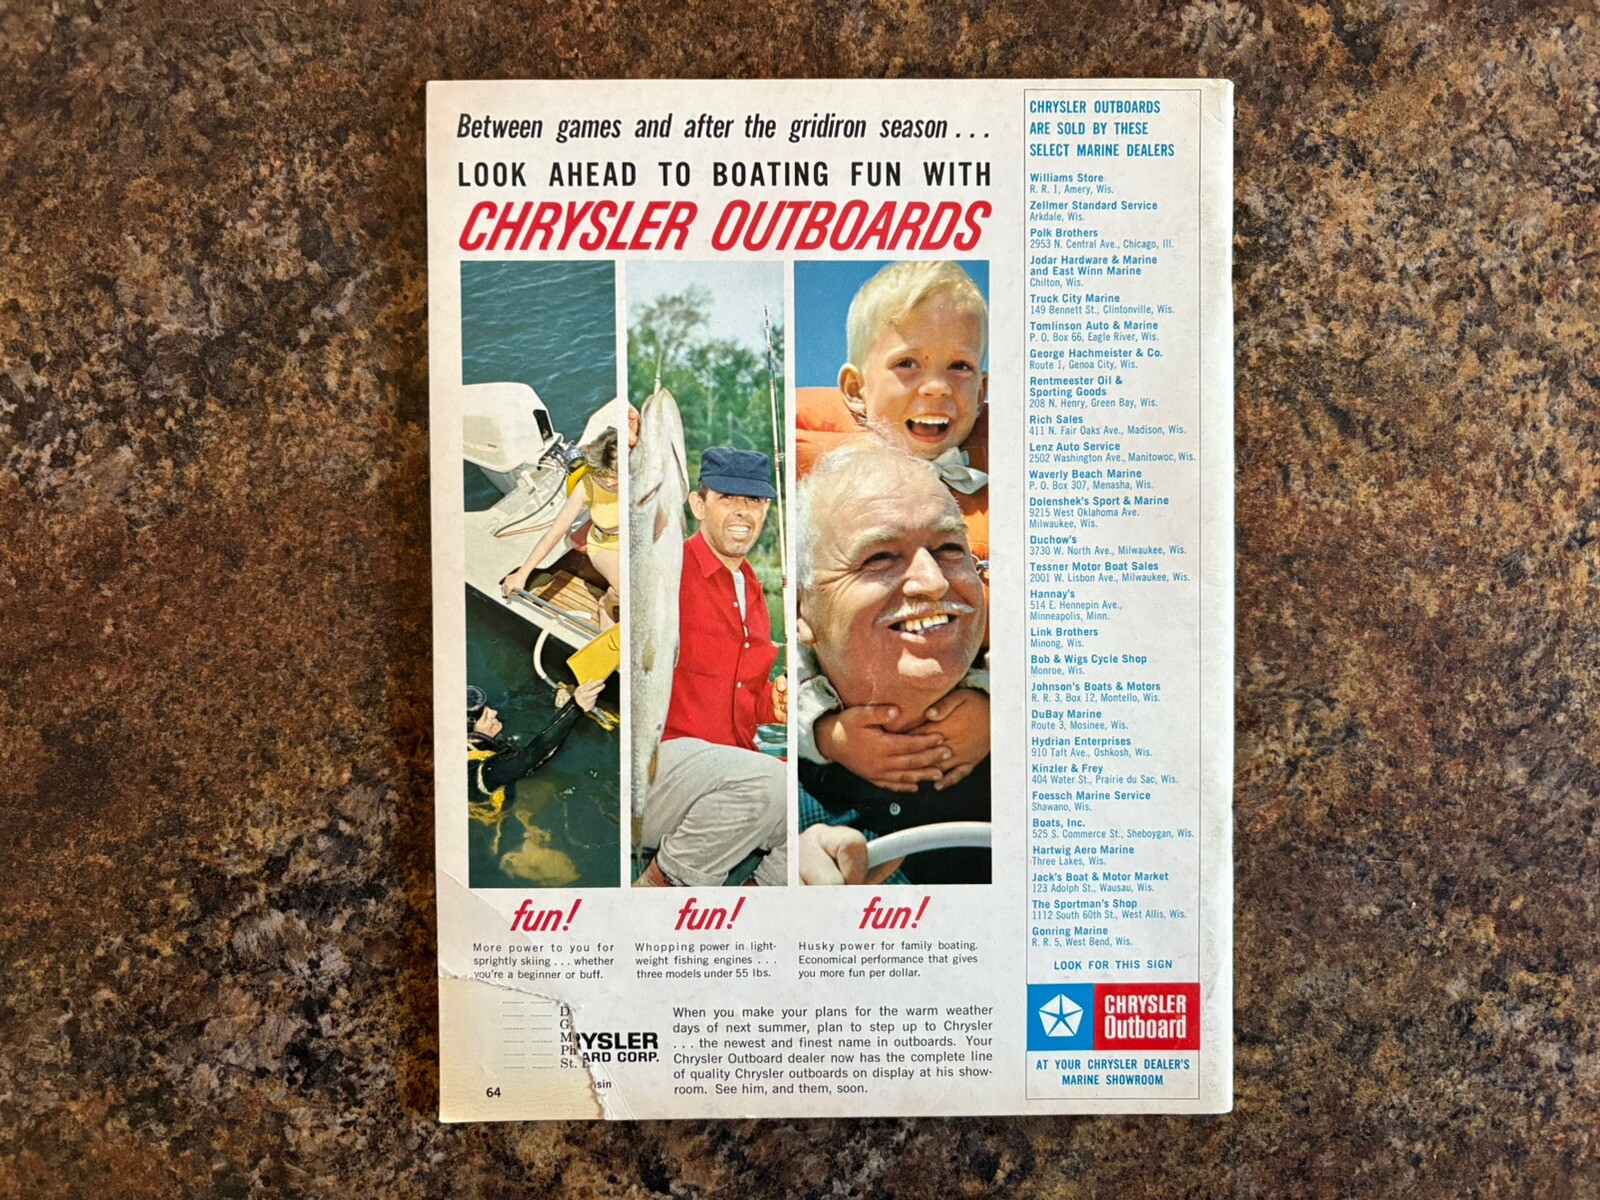 Between games and after the gridiron season . . .
LOOK AHEAD TO BOATING FUN WITH
CHRYSLER OUTBOARDS
fun!
More power to you for
sprightly skiing . . . whether
you're a beginner or buff.
fun!
Whopping power in light-
weight fishing engines . . .
three models under 55 lbs.
fun!
Husky power for family boating.
Economical performance that gives
you more fun per dollar.
YSLER
ARD CORP.
St.
64
When you make your plans for the warm weather
days of next summer, plan to step up to Chrysler
. . . the newest and finest name in outboards. Your
Chrysler Outboard dealer now has the complete line
of quality Chrysler outboards on display at his show-
room. See him, and them, soon.
CHRYSLER OUTBOARDS
ARE SOLD BY THESE
SELECT MARINE DEALERS
Williams Store
R. R. 1, Amery, Wis.
Zellmer Standard Service
Arkdale, Wis.
Polk Brothers
2953 N. Central Ave., Chicago, Ill.
Jodar Hardware & Marine
and East Winn Marine
Chilton, Wis.
Truck City Marine
149 Bennett St., Clintonville, Wis.
Tomlinson Auto & Marine
P. O. Box 66, Eagle River, Wis.
George Hachmeister & Co.
Route 1, Genoa City, Wis.
Rentmeester Oil &
Sporting Goods
208 N. Henry, Green Bay, Wis.
Rich Sales
411 N. Fair Oaks Ave., Madison, Wis.
Lenz Auto Service
2502 Washington Ave., Manitowoc, Wis.
Waverly Beach Marine
P. O. Box 307, Menasha, Wis.
Dolenshek's Sport & Marine
9215 West Oklahoma Ave.
Milwaukee, Wis.
Duchow's
3730 W. North Ave., Milwaukee, Wis.
Tessner Motor Boat Sales
2001 W. Lisbon Ave., Milwaukee, Wis.
Hannay's
514 E. Hennepin Ave.,
Minneapolis, Minn.
Link Brothers
Minong, Wis.
Bob & Wigs Cycle Shop
Monroe, Wis.
Johnson's Boats & Motors
R. R. 3, Box 12, Montello, Wis.
DuBay Marine
Route 3, Mosinee, Wis.
Hydrian Enterprises
910 Taft Ave., Oshkosh, Wis.
Kinzler & Frey
404 Water St., Prairie du Sac, Wis.
Foessch Marine Service
Shawano, Wis.
Boats, Inc.
525 S. Commerce St., Sheboygan, Wis.
Hartwig Aero Marine
Three Lakes, Wis.
Jack's Boat & Motor Market
123 Adolph St., Wausau, Wis.
The Sportman's Shop
1112 South 60th St., West Allis, Wis.
Gonring Marine
R. R. 5, West Bend, Wis.
LOOK FOR THIS SIGN
CHRYSLER
Outboard
AT YOUR CHRYSLER DEALER'S
MARINE SHOWROOM